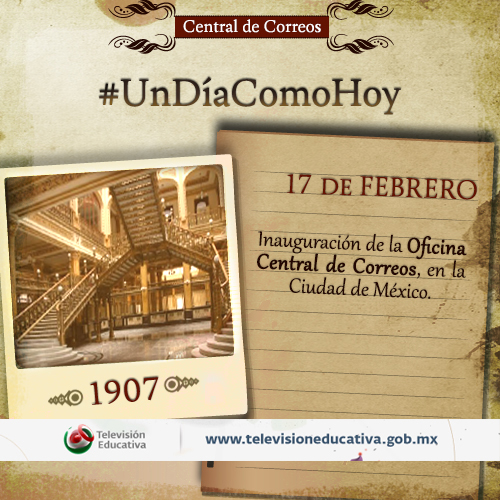 Central de Correos
#UnDíaComoHoy
17 DE FEBRERO
Inauguración de la Oficina
Central de Correos, en la
Ciudad de México.
1907
Televisión
Educativa
www.televisioneducativa.gob.mx